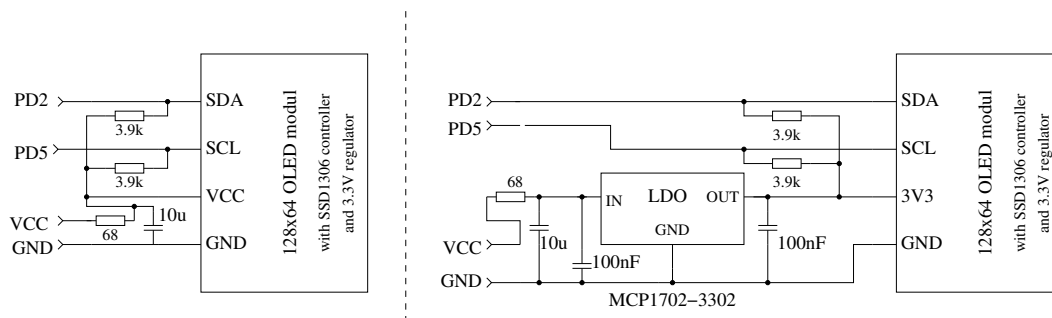 PD2
SDA
3.9k
PD5
SCL
3.9k
VCC
VCC
10u
68
GND
GND
128x64 OLED modul
with SSD1306 controller
and 3.3V regulator
PD2
SDA
3.9k
PD5
SCL
3.9k
68
IN
LDO
OUT
3V3
GND
VCC
10u
100nF
100nF
GND
GND
MCP1702-3302
128x64 OLED modul
with SSD1306 controller
and 3.3V regulator